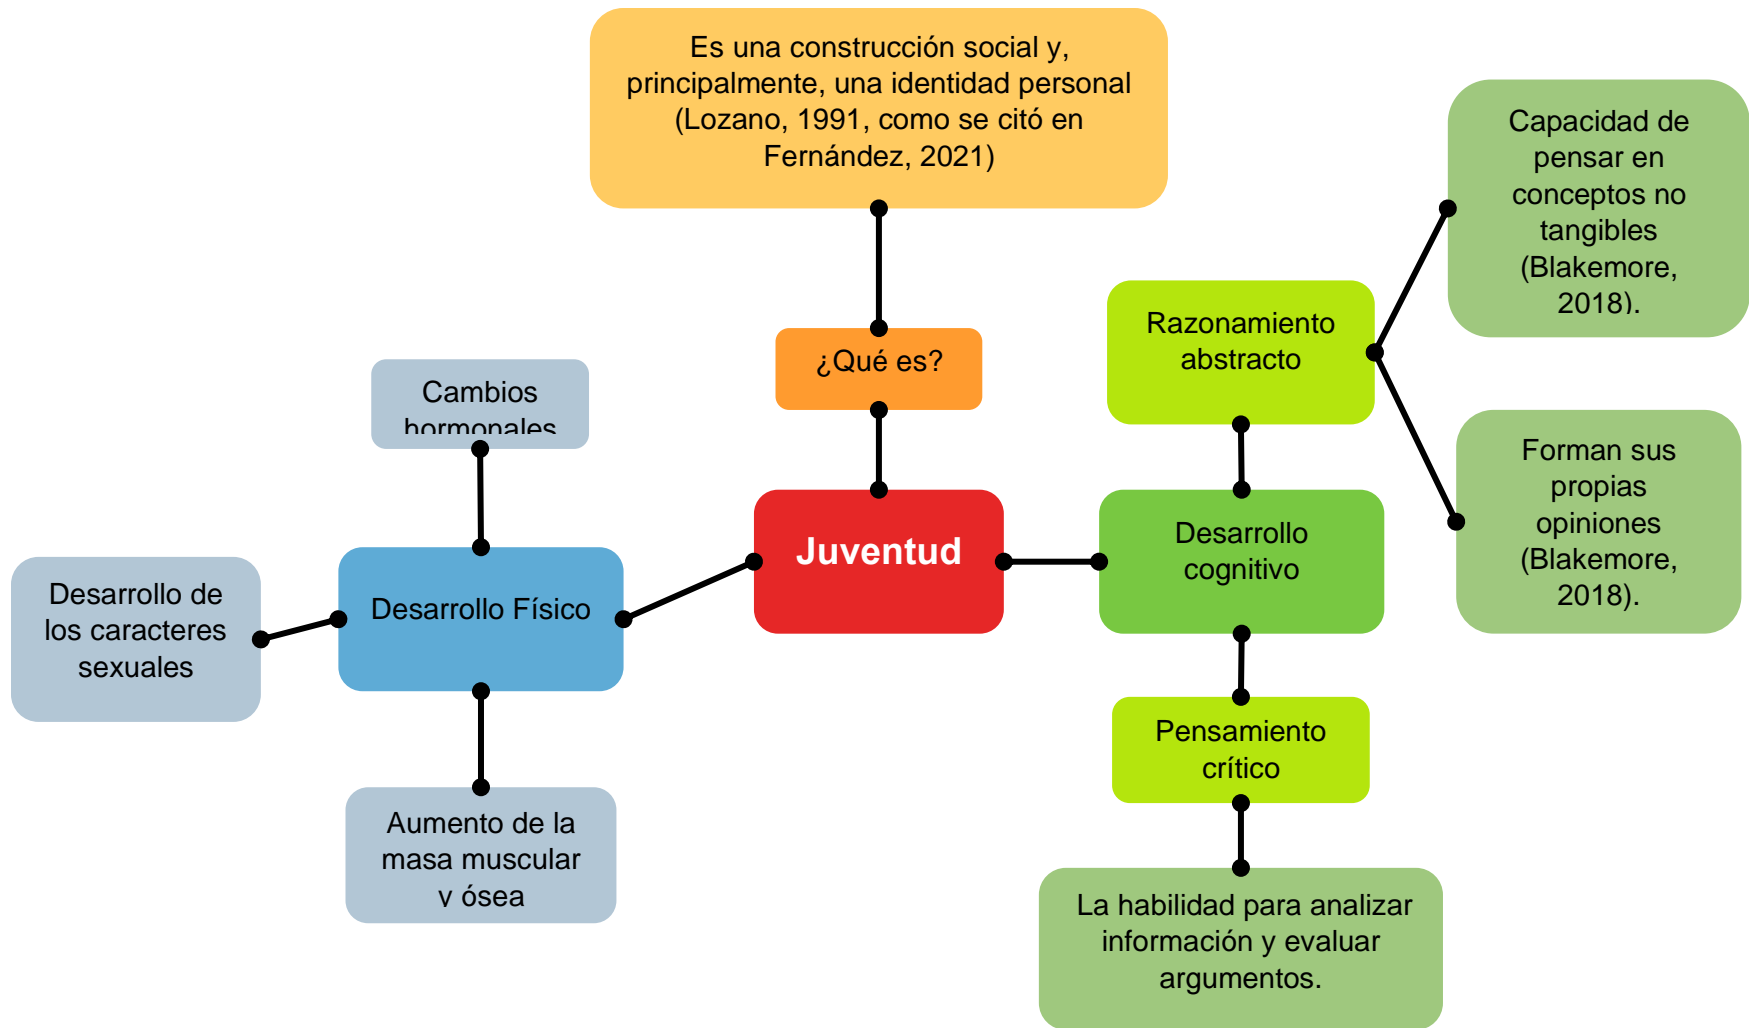 Es una construcción social y,
principalmente, una identidad personal
(Lozano, 1991, como se citó en
Fernández, 2021)
Capacidad de
pensar en
conceptos no
tangibles
(Blakemore,
2018).
Razonamiento
abstracto
¿Qué es?
Cambios
hormonales
Forman sus
propias
opiniones
(Blakemore,
2018).
Juventud
Desarrollo
cognitivo
Desarrollo Físico
Desarrollo de
los caracteres
sexuales
Pensamiento
crítico
Aumento de la
masa muscular
y ósea
La habilidad para analizar
información y evaluar
argumentos.